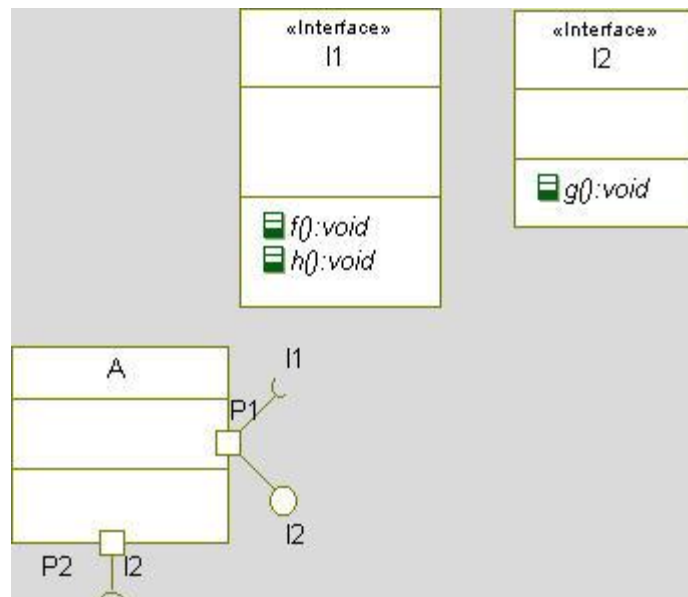 «Interface»
I1
f():void
h():void
«Interface»
I2
g():void
A
I1
P1
I2
P2
I2